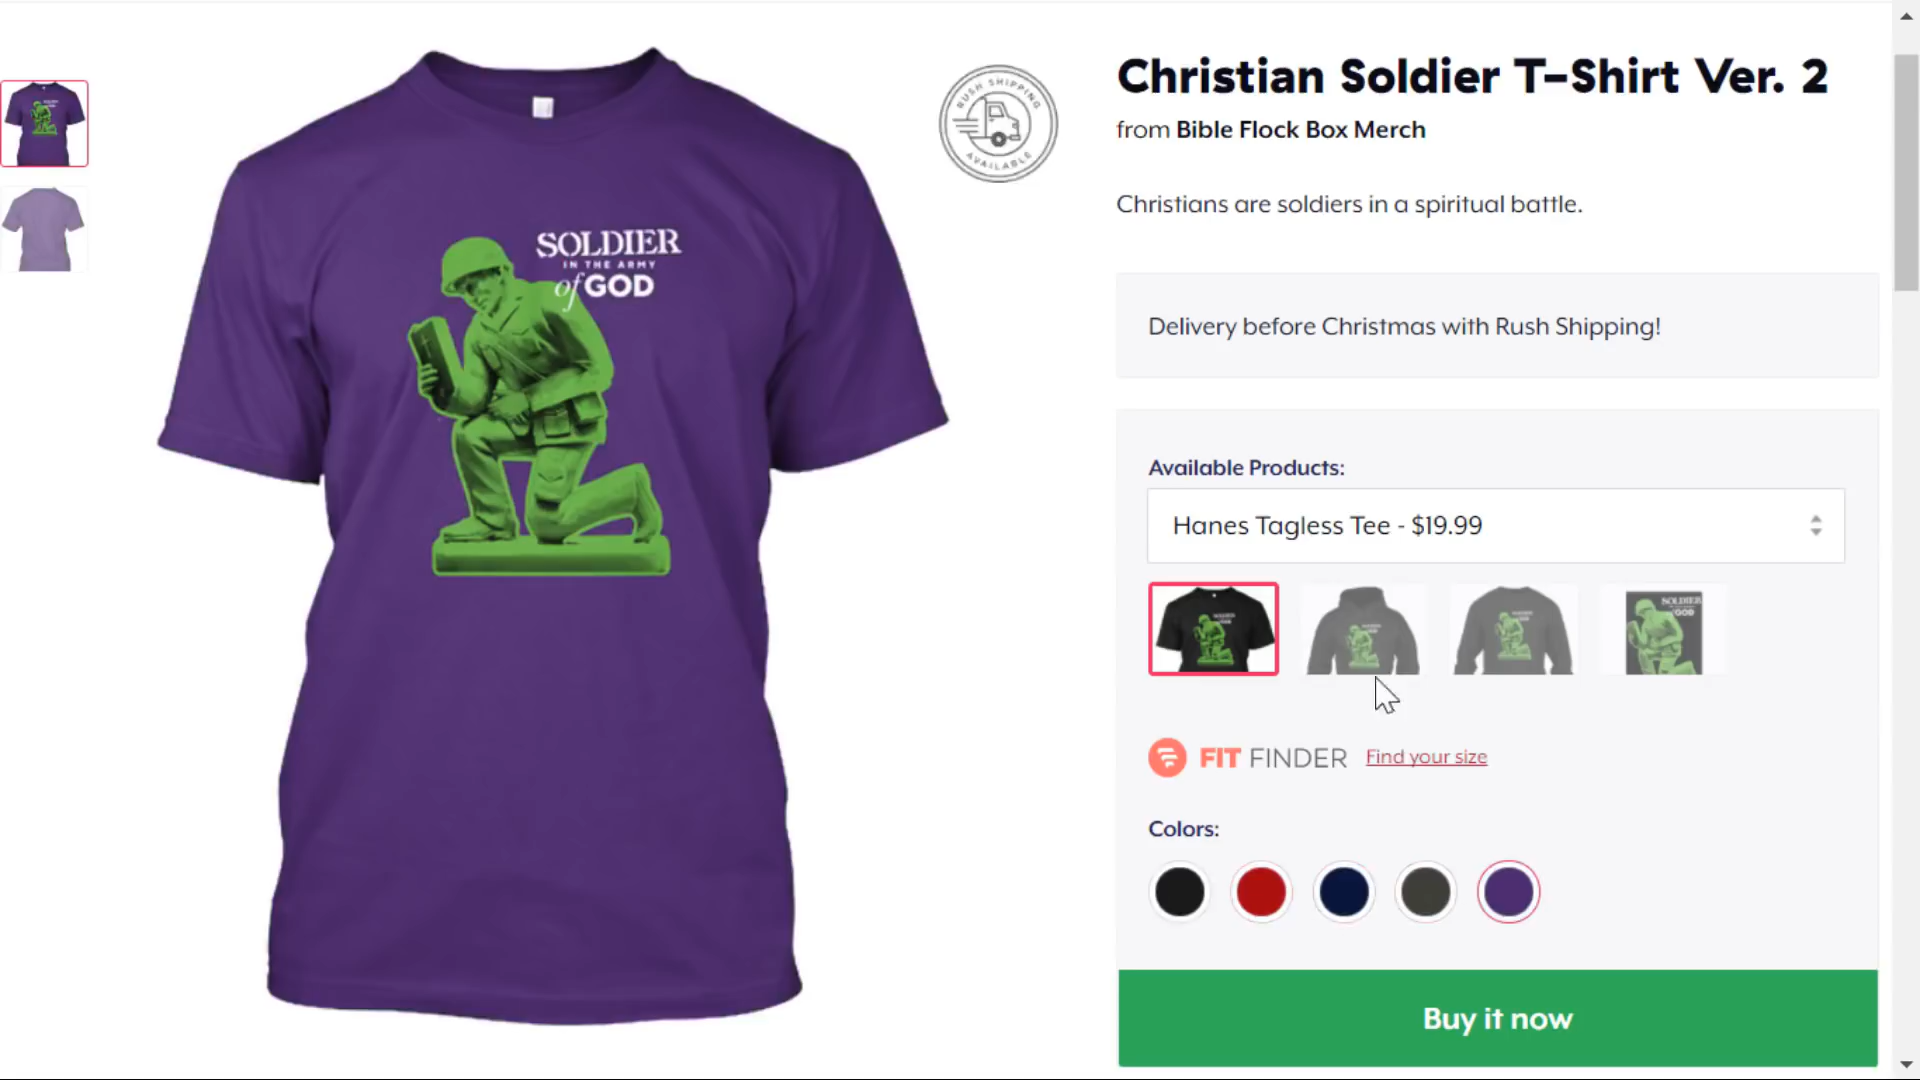 SOLDIER
IN THE ARMY
of GOD
RUSH SHIPPING
AVAILABLE
Christian Soldier T-Shirt Ver. 2
from Bible Flock Box Merch
Christians are soldiers in a spiritual battle.
Delivery before Christmas with Rush Shipping!
Available Products:
Hanes Tagless Tee - $19.99
SOLDIER
GOD
FIT FINDER Find your size
Colors:
Buy it now